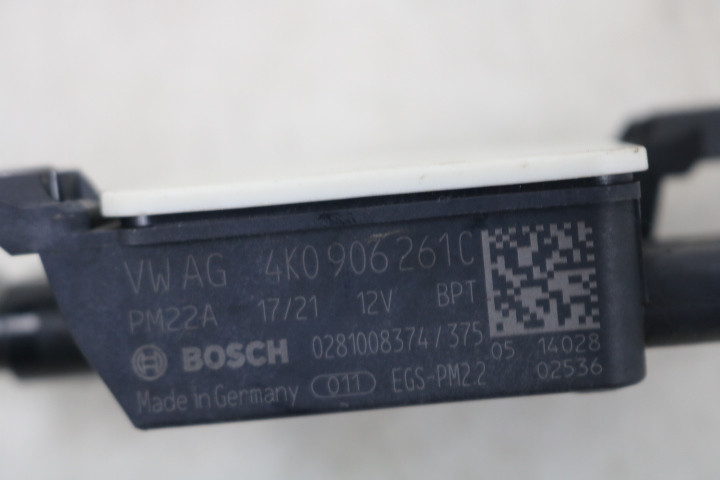 VW AG 4K0 906 261C
PM22A 17/21 12V BPT
BOSCH 0281008374/375
05 14028
Made in Germany 011 EGS-PM2.2 02536